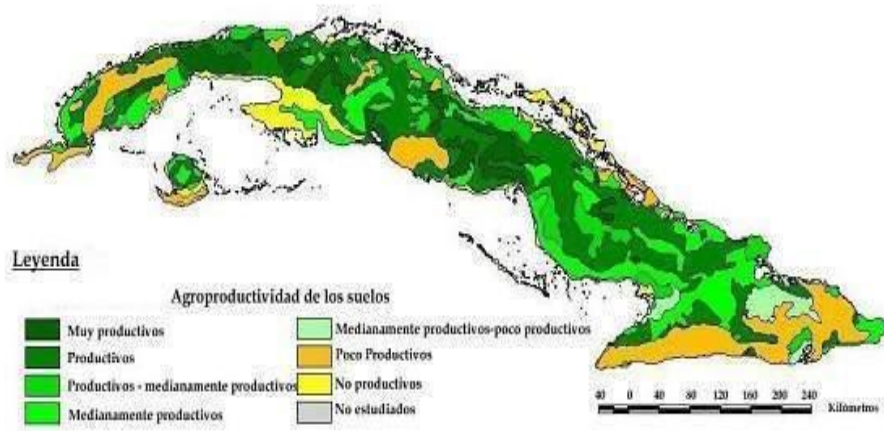 Leyenda
Agroproductividad de los suelos
Muy productivos
Productivos
Productivos - medianamente productivos
Medianamente productivos
Medianamente productivos-poco productivos
Poco Productivos
No productivos
No estudiados
40 0 40 80 120 160 200 240
Kilómetros